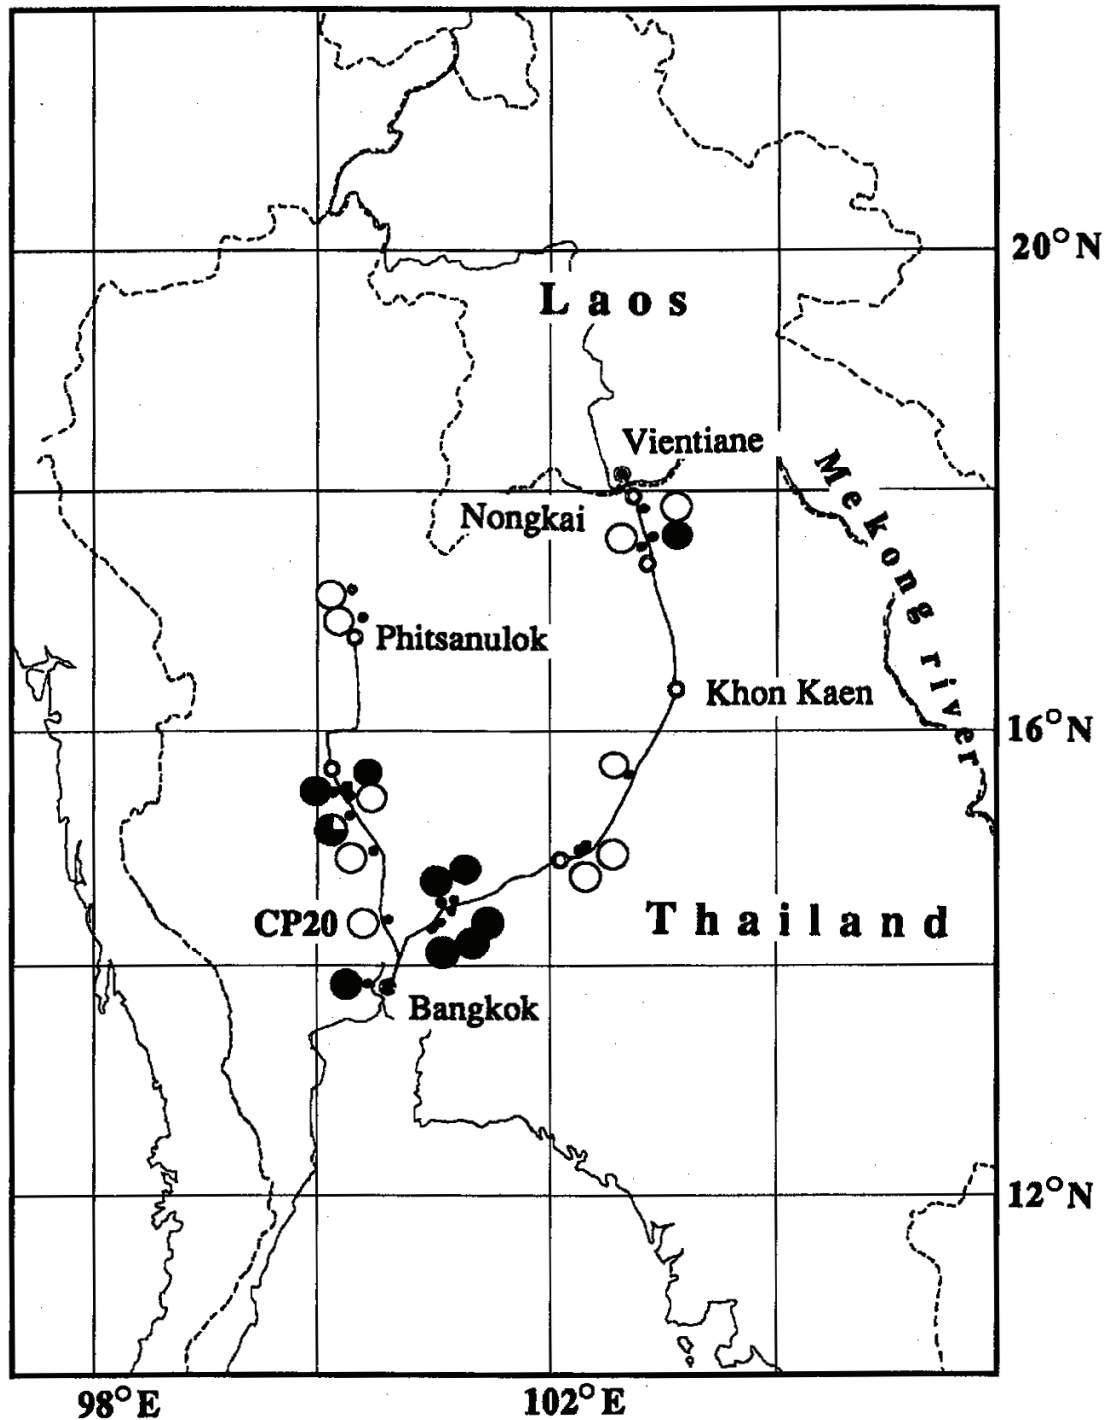 20°N
Laos
Vientiane
Mekong river
Nongkai
Phitsanulok
Khon Kaen
16°N
CP20
Thailand
Bangkok
12°N
98°E
102°E